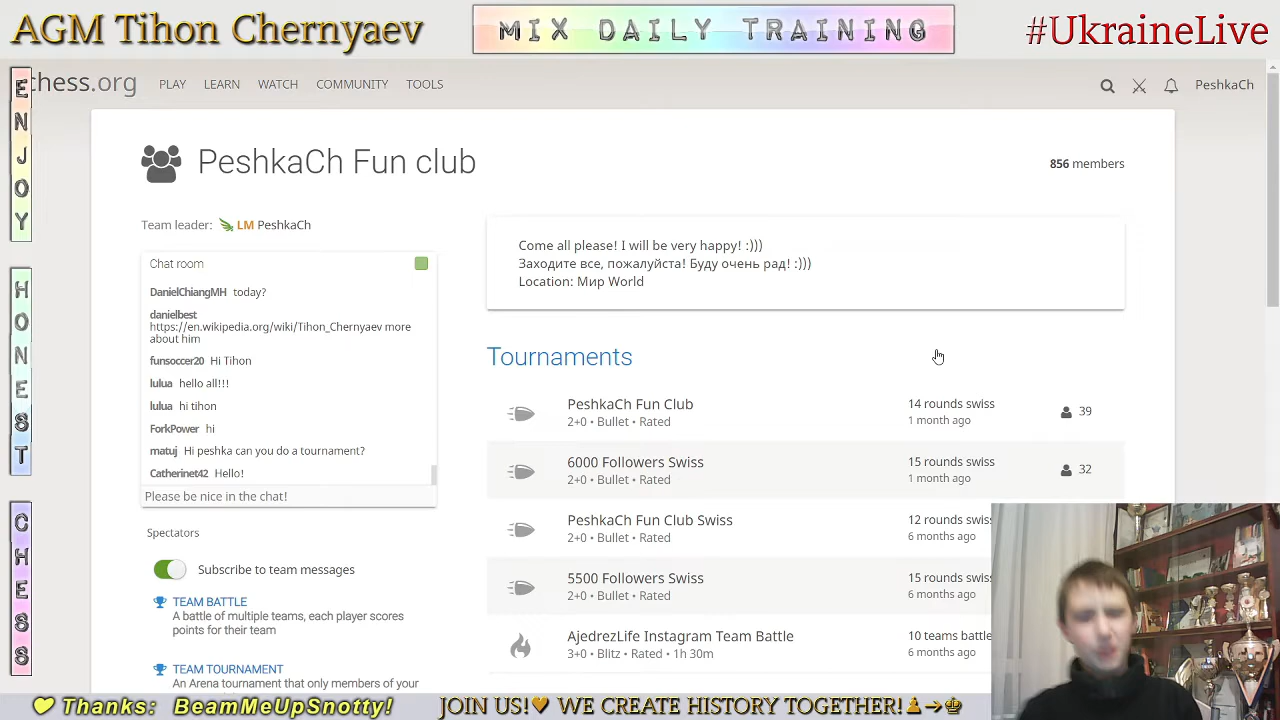 AGM Tihon Chernyaev
MIX DAILY TRAINING
#UkraineLive
ENJOY
HONEST
CHESS
chess.org
PLAY LEARN WATCH COMMUNITY TOOLS
PeshkaCh
PeshkaCh Fun club
856 members
Team leader: LM PeshkaCh
Chat room
DanielChiangMH today?
danielbest
https://en.wikipedia.org/wiki/Tihon_Chernyaev more
about him
funsoccer20 Hi Tihon
lulua hello all!!!
lulua hi tihon
ForkPower hi
matuj Hi peshka can you do a tournament?
Catherinet42 Hello!
Please be nice in the chat!
Spectators
Subscribe to team messages
TEAM BATTLE
A battle of multiple teams, each player scores
points for their team
TEAM TOURNAMENT
An Arena tournament that only members of your
Come all please! I will be very happy! :)))
Заходите все, пожалуйста! Буду очень рад! :)))
Location: Мир World
Tournaments
PeshkaCh Fun Club
2+0 • Bullet • Rated
14 rounds swiss
1 month ago
39
6000 Followers Swiss
2+0 • Bullet • Rated
15 rounds swiss
1 month ago
32
PeshkaCh Fun Club Swiss
2+0 • Bullet • Rated
12 rounds swiss
6 months ago
5500 Followers Swiss
2+0 • Bullet • Rated
15 rounds swiss
6 months ago
AjedrezLife Instagram Team Battle
3+0 • Blitz • Rated • 1h 30m
10 teams battle
6 months ago
Thanks: BeamMeUpSnotty!
JOIN US!🧡 WE CREATE HISTORY TOGETHER!♟→♚